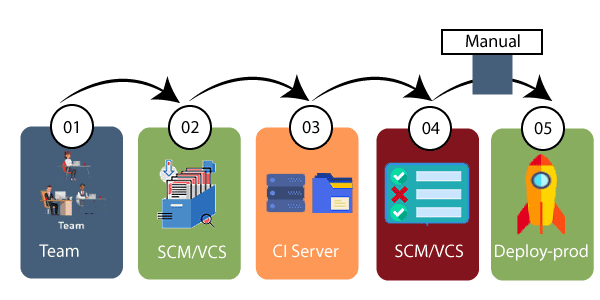 Manual
01
02
03
04
05
Team
Team
SCM/VCS
CI Server
SCM/VCS
Deploy-prod